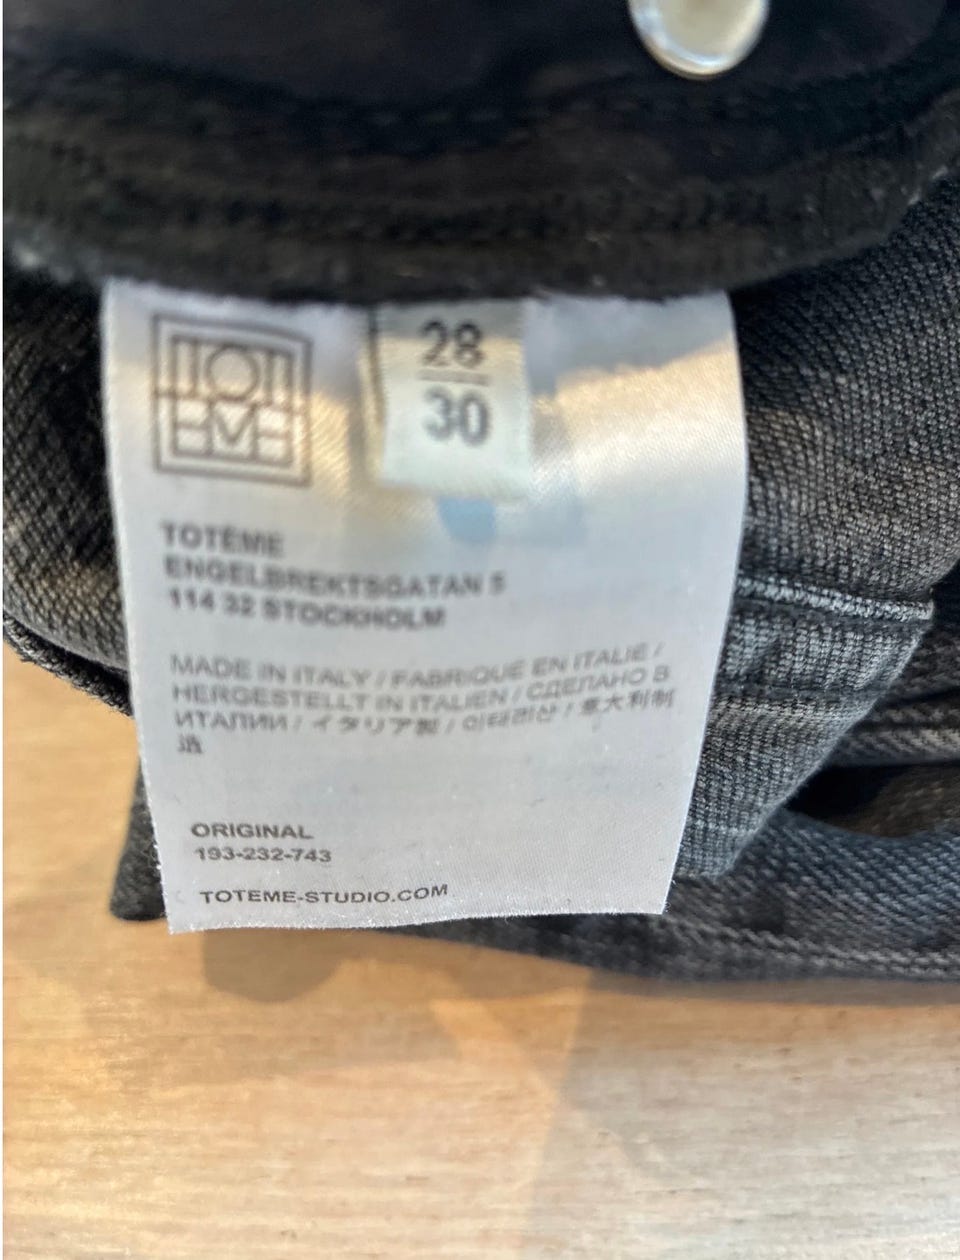 TOTEME
28
30
TOTÊME
ENGELBREKTSGATAN 5
114 32 STOCKHOLM
MADE IN ITALY / FABRIQUÉ EN ITALIE /
HERGESTELLT IN ITALIEN / СДЕЛАНО В
ИТАЛИИ / イタリア製 / 이태리산 / 意大利制
造
ORIGINAL
193-232-743
TOTEME-STUDIO.COM